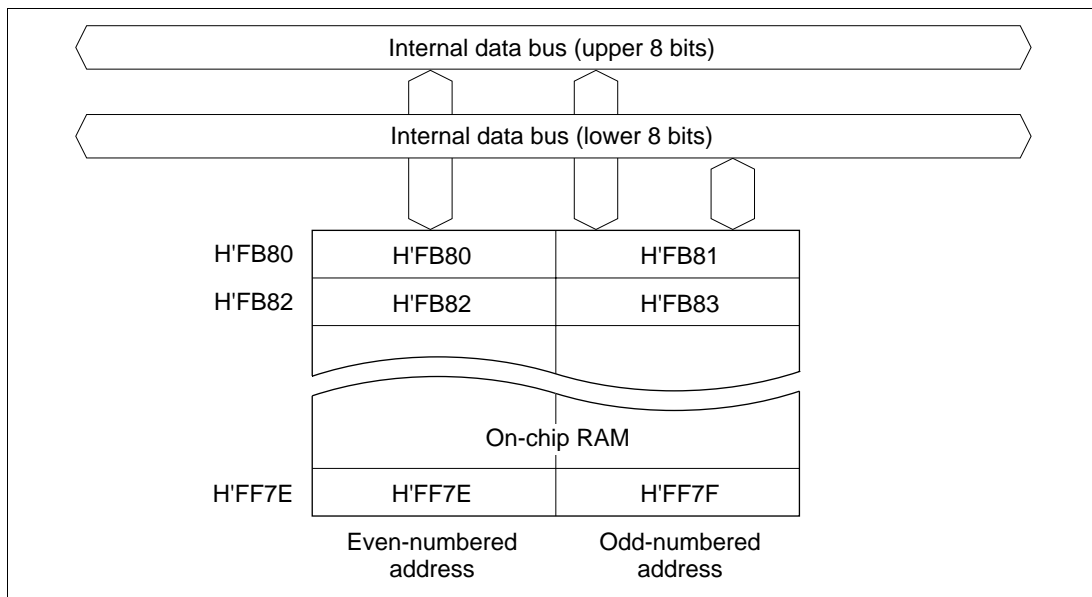 Internal data bus (upper 8 bits)
Internal data bus (lower 8 bits)
H'FB80 H'FB80 H'FB81
H'FB82 H'FB82 H'FB83
On-chip RAM
H'FF7E H'FF7E H'FF7F
Even-numbered Odd-numbered
address address